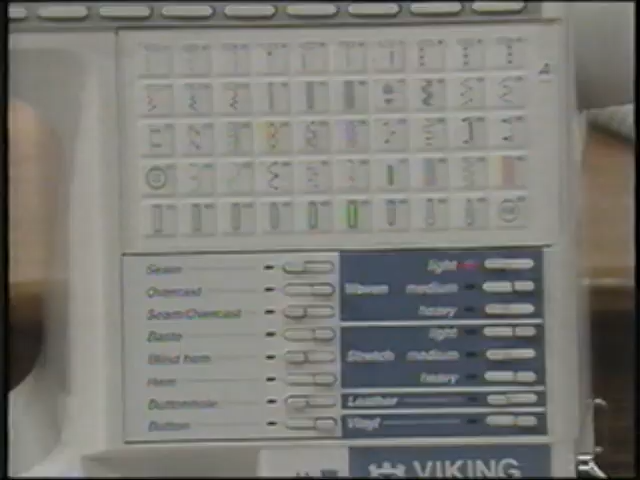 Seam
Overcast
Seam/Overcast
Baste
Blind hem
Hem
Buttonhole
Button
light
Woven medium
heavy
light
Stretch medium
heavy
Leather
Vinyl
VIKING